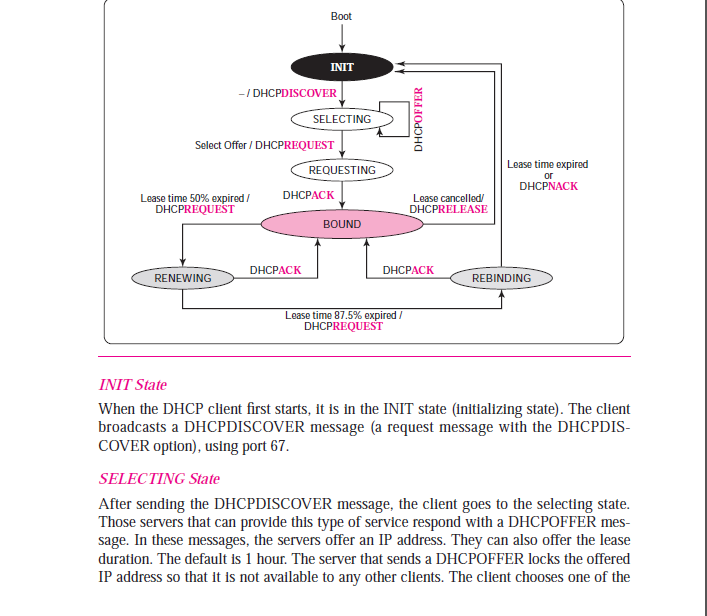 Boot
INIT
– / DHCPDISCOVER
SELECTING
DHCPOFFER
Select Offer / DHCPREQUEST
REQUESTING
Lease time expired
or
DHCPNACK
DHCPACK
Lease time 50% expired /
DHCPREQUEST
Lease cancelled/
DHCPRELEASE
BOUND
DHCPACK
DHCPACK
RENEWING
REBINDING
Lease time 87.5% expired /
DHCPREQUEST
INIT State
When the DHCP client first starts, it is in the INIT state (initializing state). The client
broadcasts a DHCPDISCOVER message (a request message with the DHCPDIS-
COVER option), using port 67.
SELECTING State
After sending the DHCPDISCOVER message, the client goes to the selecting state.
Those servers that can provide this type of service respond with a DHCPOFFER mes-
sage. In these messages, the servers offer an IP address. They can also offer the lease
duration. The default is 1 hour. The server that sends a DHCPOFFER locks the offered
IP address so that it is not available to any other clients. The client chooses one of the